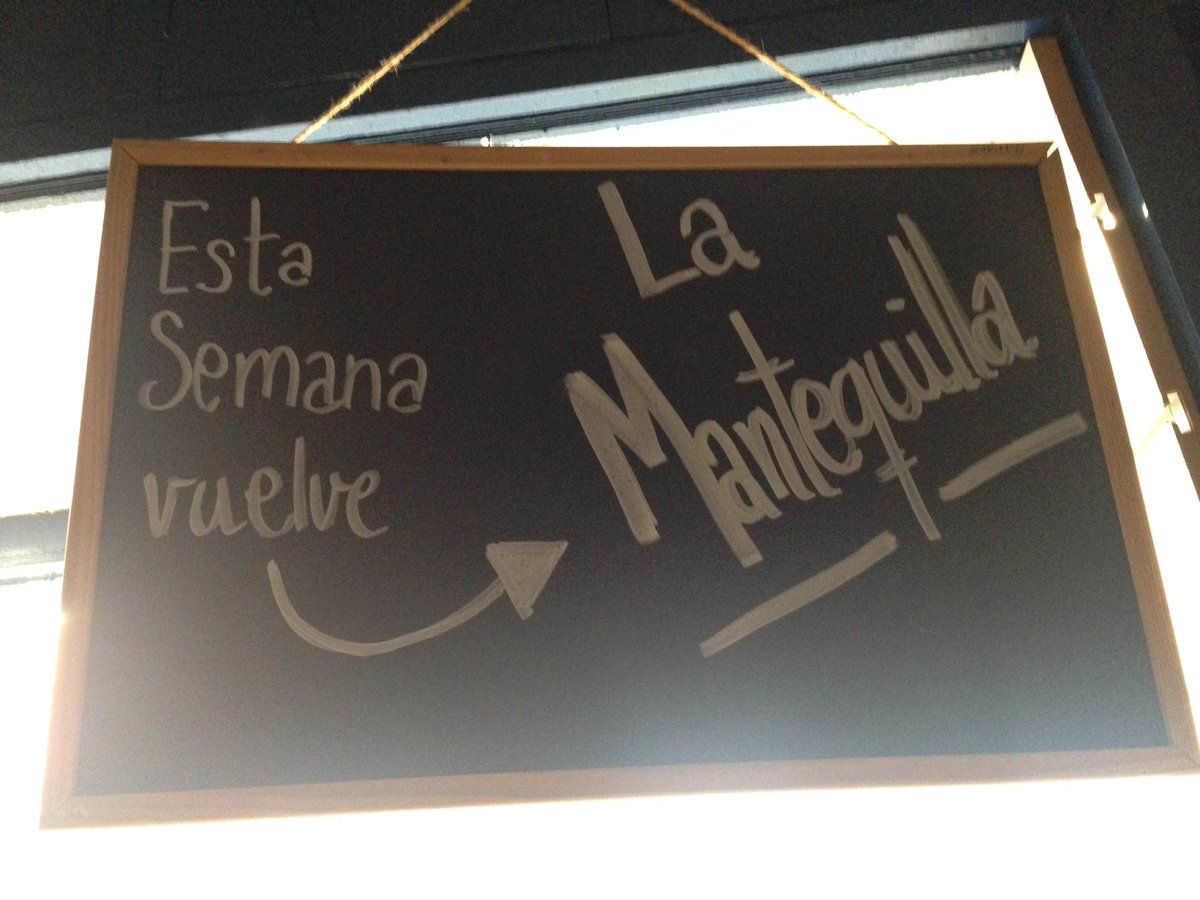 Esta
Semana
vuelve
La
Mantequilla